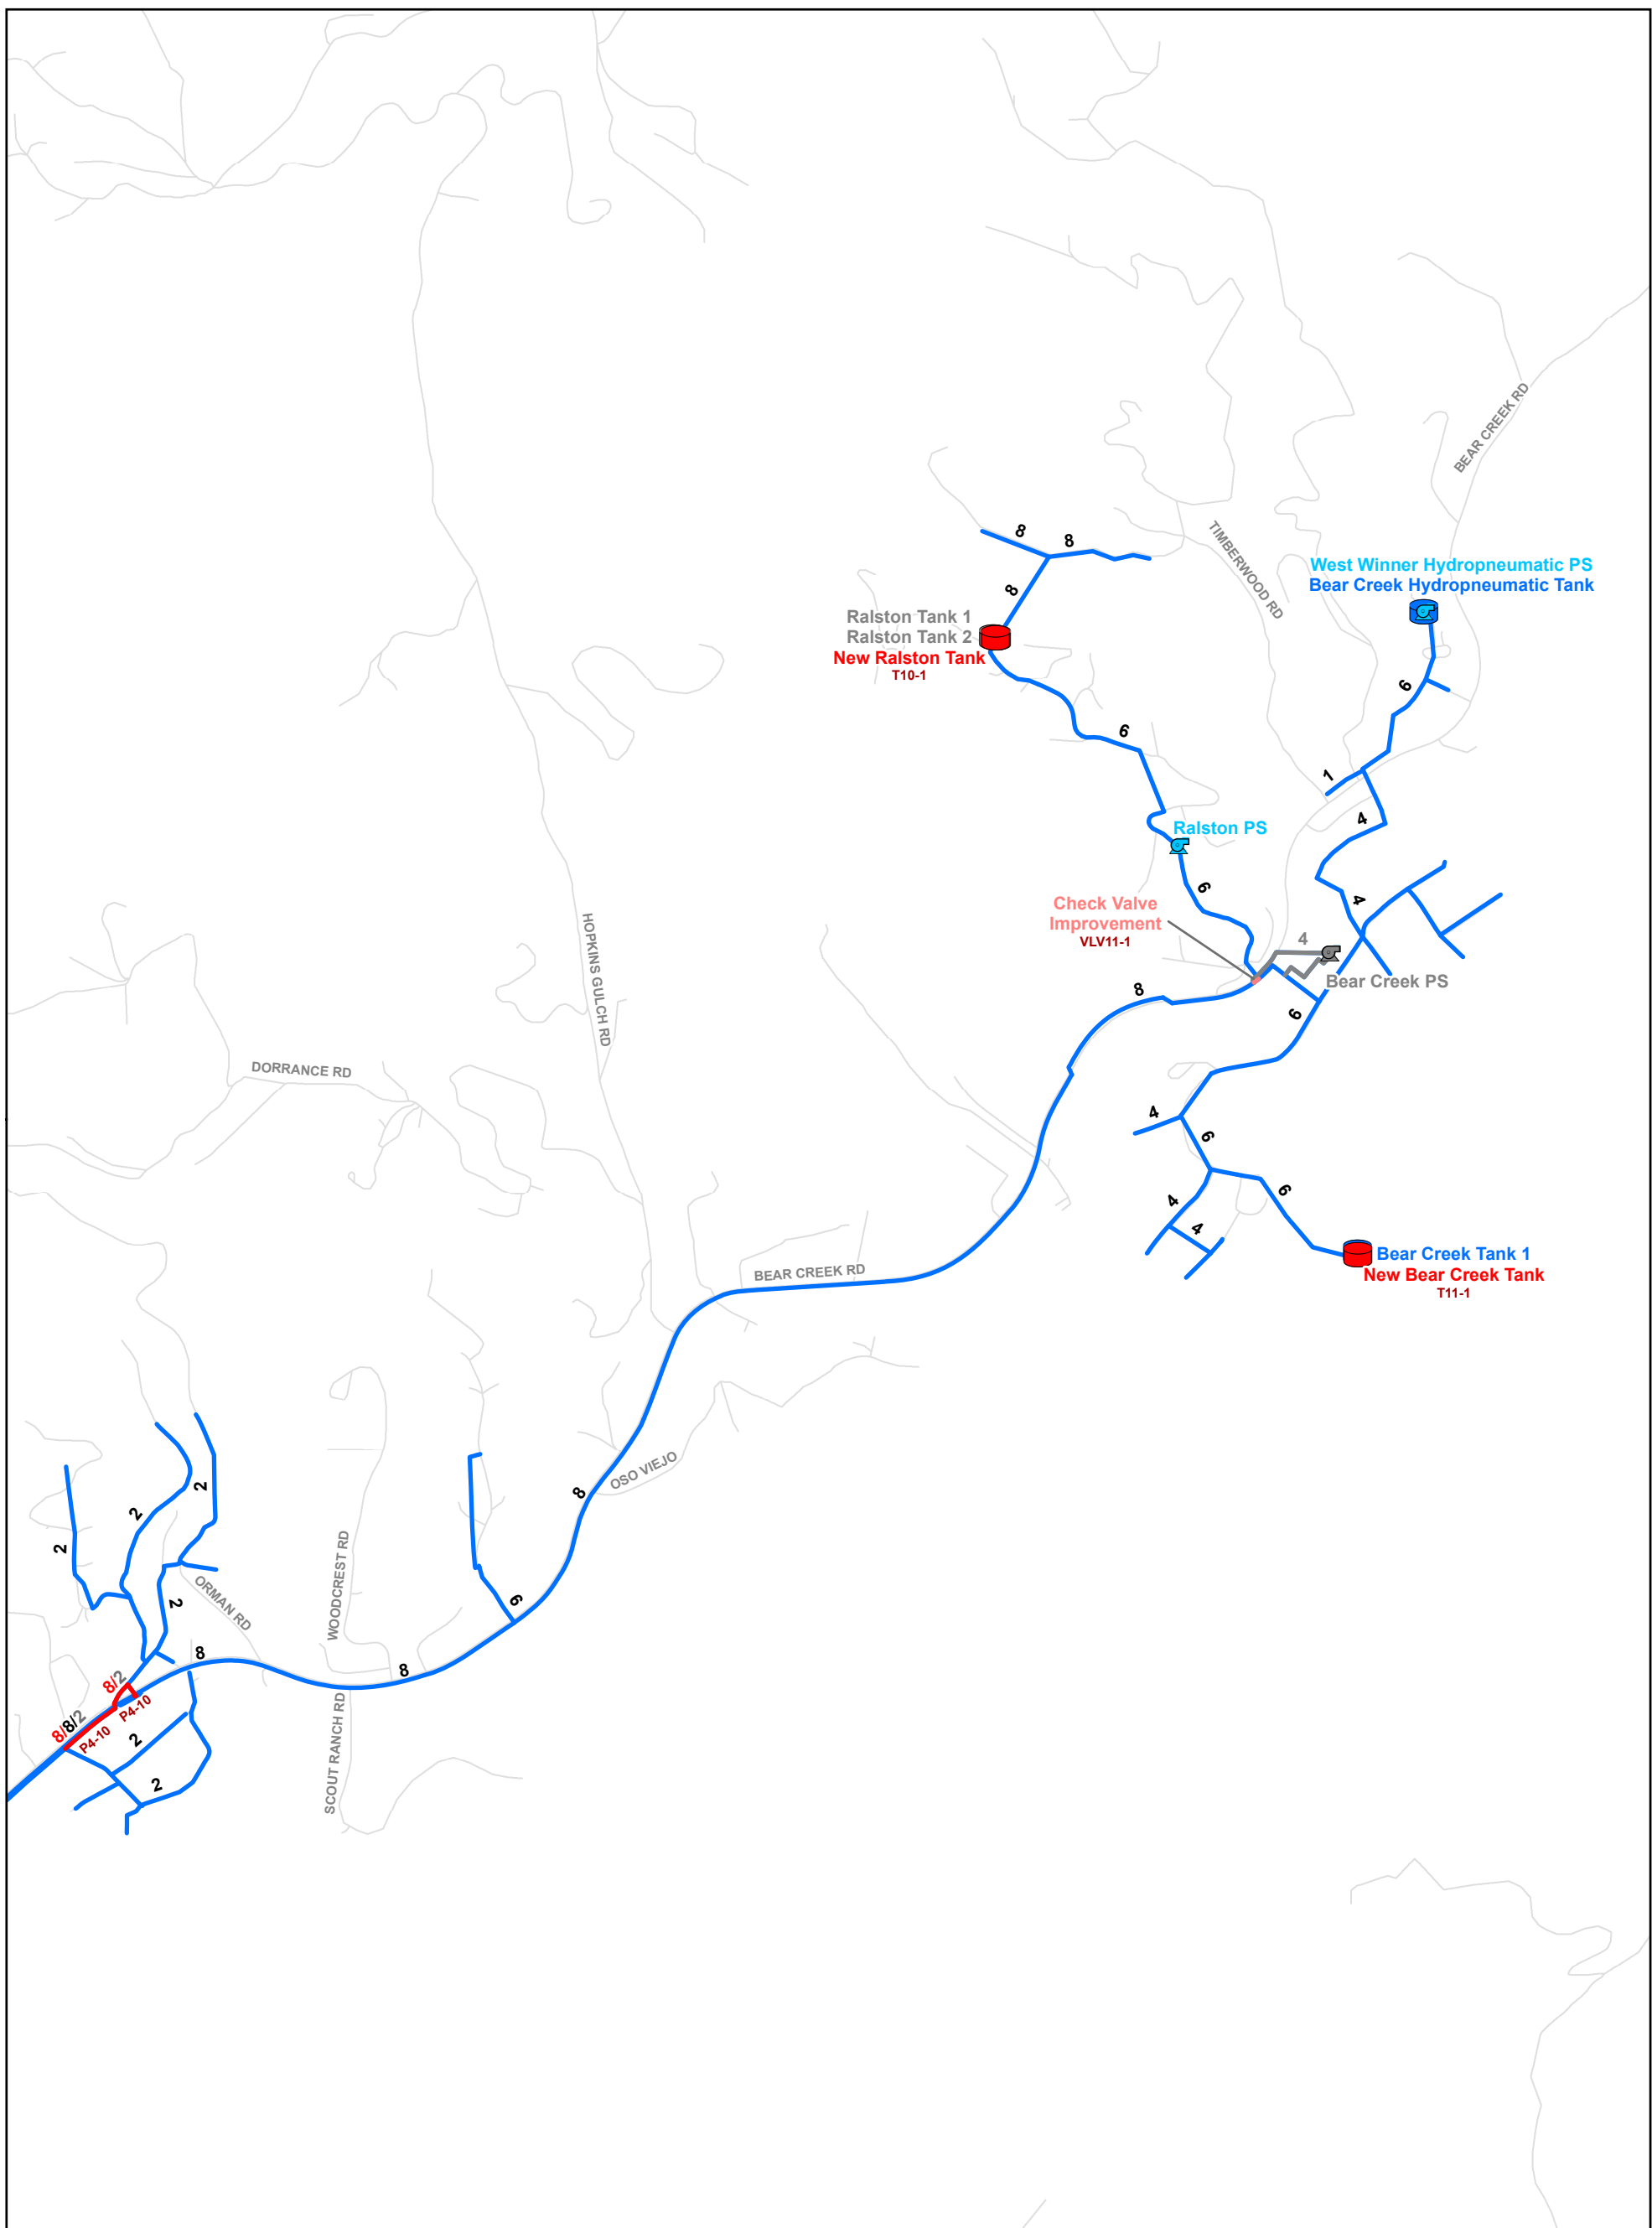 BEAR CREEK RD
8
8
TIMBERWOOD RD
West Winner Hydropneumatic PS
Bear Creek Hydropneumatic Tank
8
Ralston Tank 1
Ralston Tank 2
New Ralston Tank
T10-1
6
6
1
4
Ralston PS
6
4
Check Valve
Improvement
VLV11-1
HOPKINS GULCH RD
4
Bear Creek PS
8
6
DORRANCE RD
4
6
6
4
4
Bear Creek Tank 1
New Bear Creek Tank
T11-1
BEAR CREEK RD
OSO VIEJO
8
2
2
2
WOODCREST RD
ORMAN RD
2
6
8
8
8/2
P4-10
8/8/2
P4-10
2
SCOUT RANCH RD
2